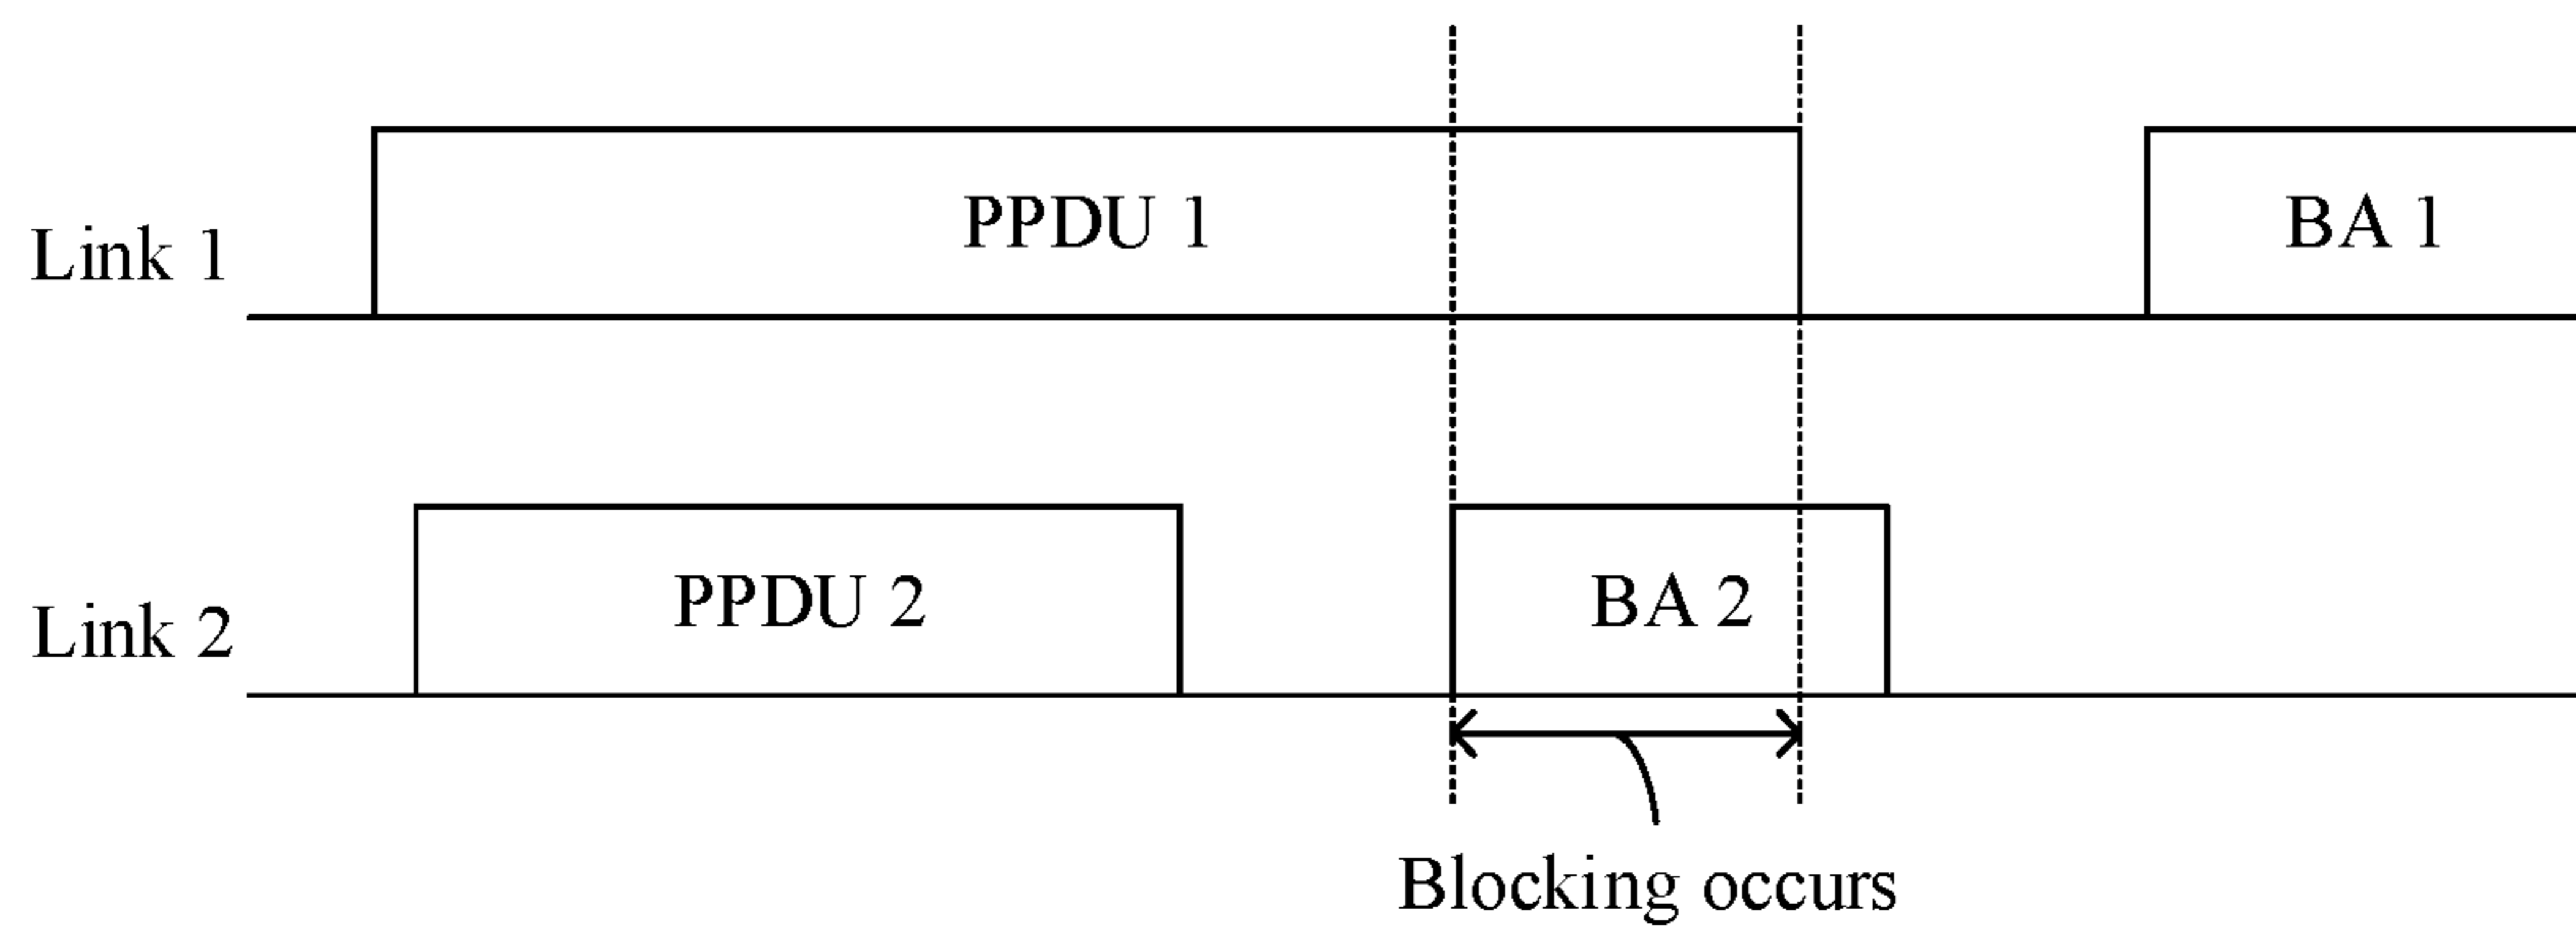 PPDU 1
BA 1
Link 1
PPDU 2
BA 2
Link 2
Blocking occurs